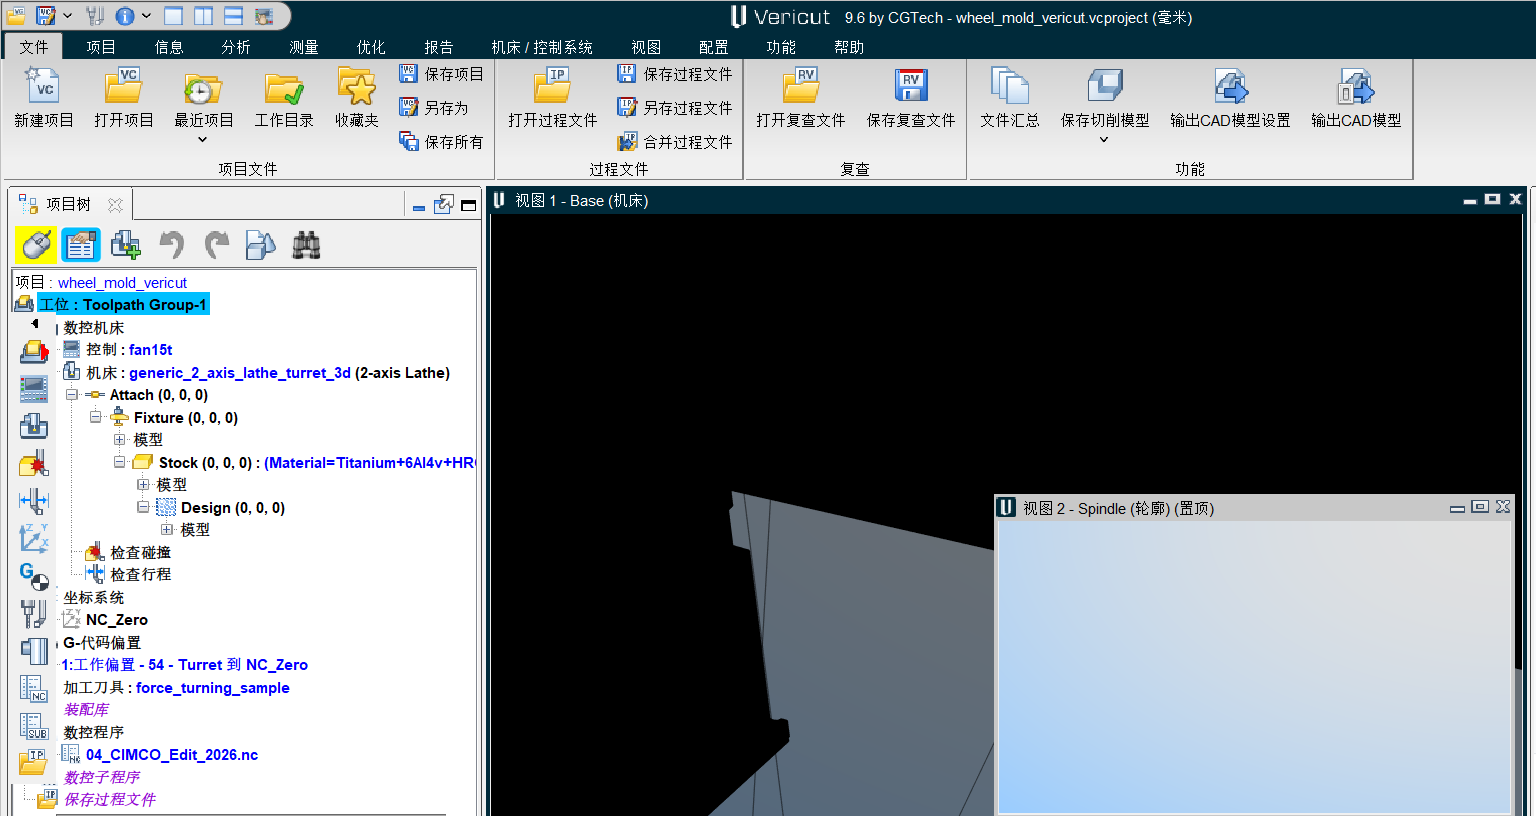 Vericut 9.6 by CGTech - wheel_mold_vericut.vcproject (毫米)
文件 项目 信息 分析 测量 优化 报告 机床 / 控制系统 视图 配置 功能 帮助
新建项目 打开项目 最近项目 工作目录 收藏夹
保存项目
另存为
保存所有
项目文件
打开过程文件
保存过程文件
另存过程文件
合并过程文件
过程文件
打开复查文件 保存复查文件
复查
文件汇总 保存切削模型 输出CAD模型设置 输出CAD模型
功能
项目树
项目 : wheel_mold_vericut
工位 : Toolpath Group-1
数控机床
控制 : fan15t
机床 : generic_2_axis_lathe_turret_3d (2-axis Lathe)
Attach (0, 0, 0)
Fixture (0, 0, 0)
模型
Stock (0, 0, 0) : (Material=Titanium+6Al4v+HR
模型
Design (0, 0, 0)
模型
检查碰撞
检查行程
坐标系统
NC_Zero
G-代码偏置
1:工作偏置 - 54 - Turret 到 NC_Zero
加工刀具 : force_turning_sample
装配库
数控程序
04_CIMCO_Edit_2026.nc
数控子程序
保存过程文件
视图 1 - Base (机床)
视图 2 - Spindle (轮廓) (置顶)